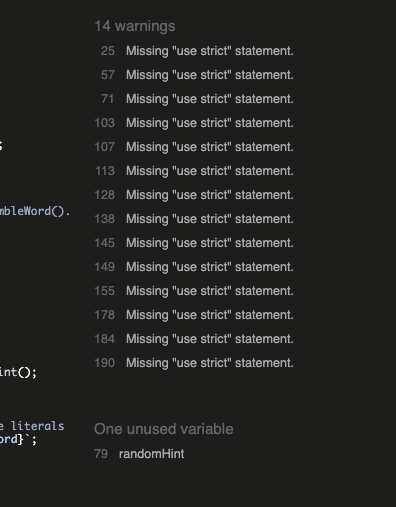 14 warnings
25 Missing "use strict" statement.
57 Missing "use strict" statement.
71 Missing "use strict" statement.
103 Missing "use strict" statement.
107 Missing "use strict" statement.
113 Missing "use strict" statement.
128 Missing "use strict" statement.
mbleWord().
138 Missing "use strict" statement.
145 Missing "use strict" statement.
149 Missing "use strict" statement.
155 Missing "use strict" statement.
178 Missing "use strict" statement.
184 Missing "use strict" statement.
190 Missing "use strict" statement.
int();
e literals
One unused variable
ord}`;
79 randomHint